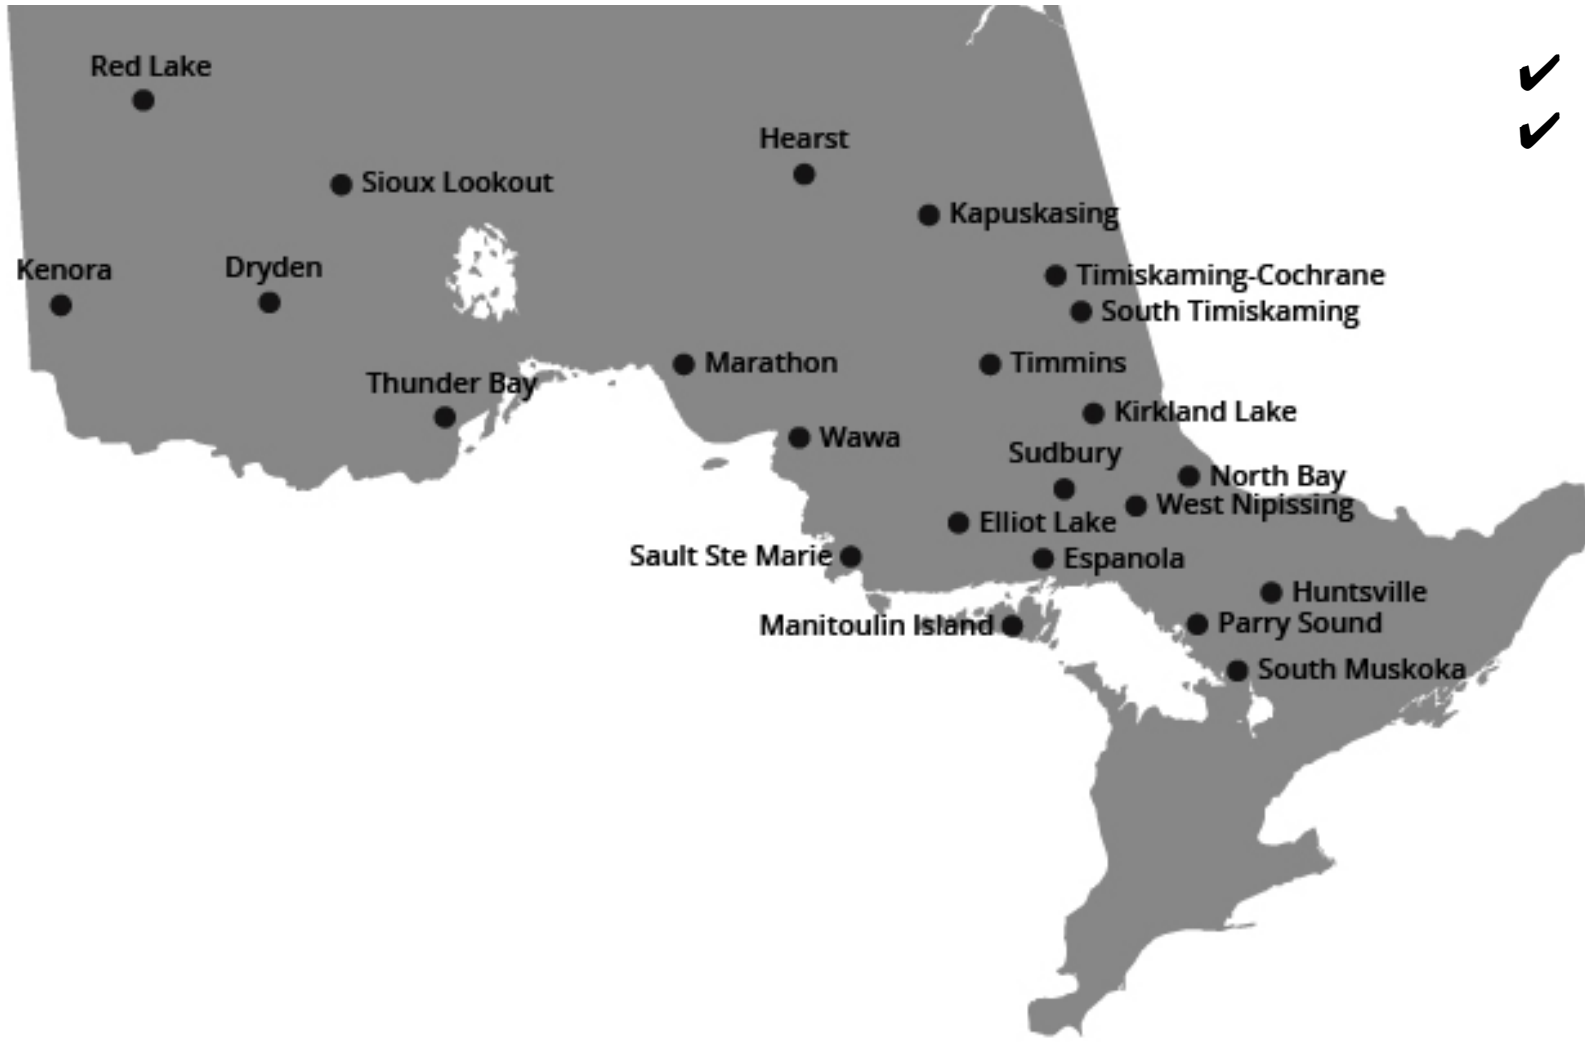 Red Lake
✔
✔
Hearst
Sioux Lookout
Kapuskasing
Kenora
Dryden
Timiskaming-Cochrane
South Timiskaming
Marathon
Timmins
Thunder Bay
Kirkland Lake
Wawa
Sudbury
North Bay
West Nipissing
Elliot Lake
Sault Ste Marie
Espanola
Huntsville
Manitoulin Island
Parry Sound
South Muskoka